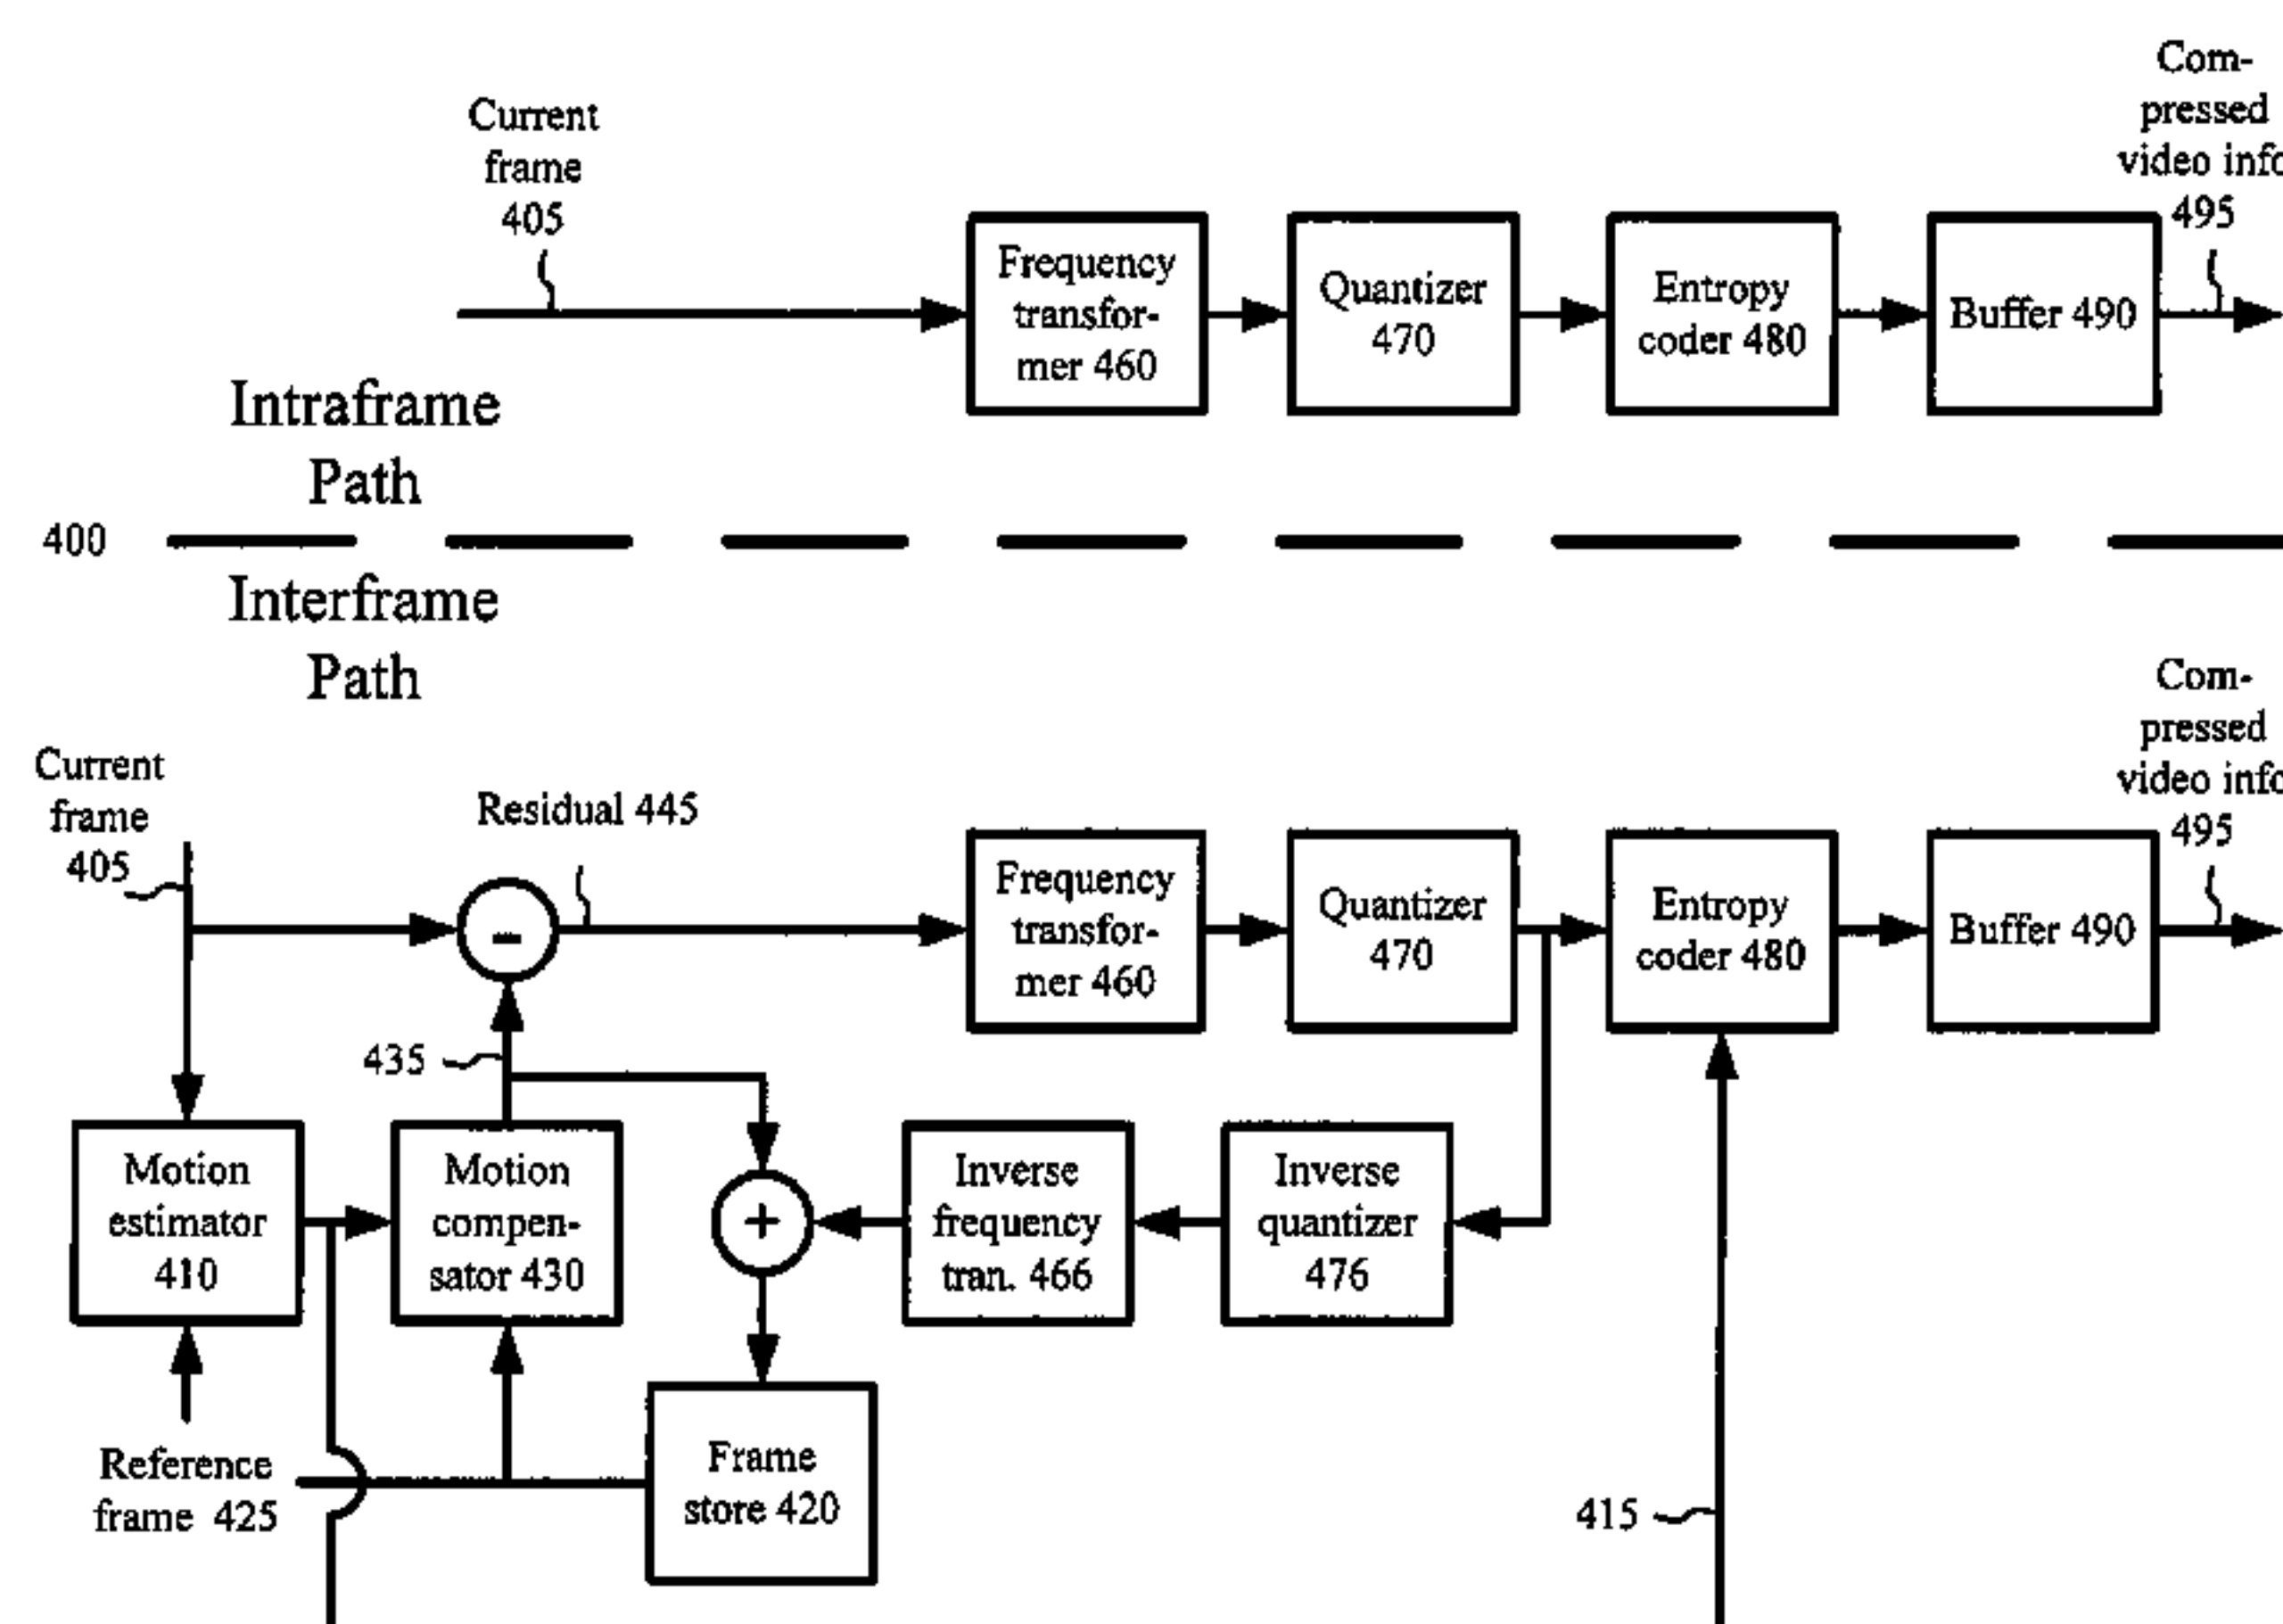 Current
frame
405
Com-
pressed
video info
495
Frequency
transfor-
mer 460
Quantizer
470
Entropy
coder 480
Buffer 490
Intraframe
Path
400
Interframe
Path
Current
frame
405
Residual 445
Com-
pressed
video info
495
-
Frequency
transfor-
mer 460
Quantizer
470
Entropy
coder 480
Buffer 490
435
Motion
estimator
410
Motion
compen-
sator 430
+
Inverse
frequency
tran. 466
Inverse
quantizer
476
Reference
frame 425
Frame
store 420
415